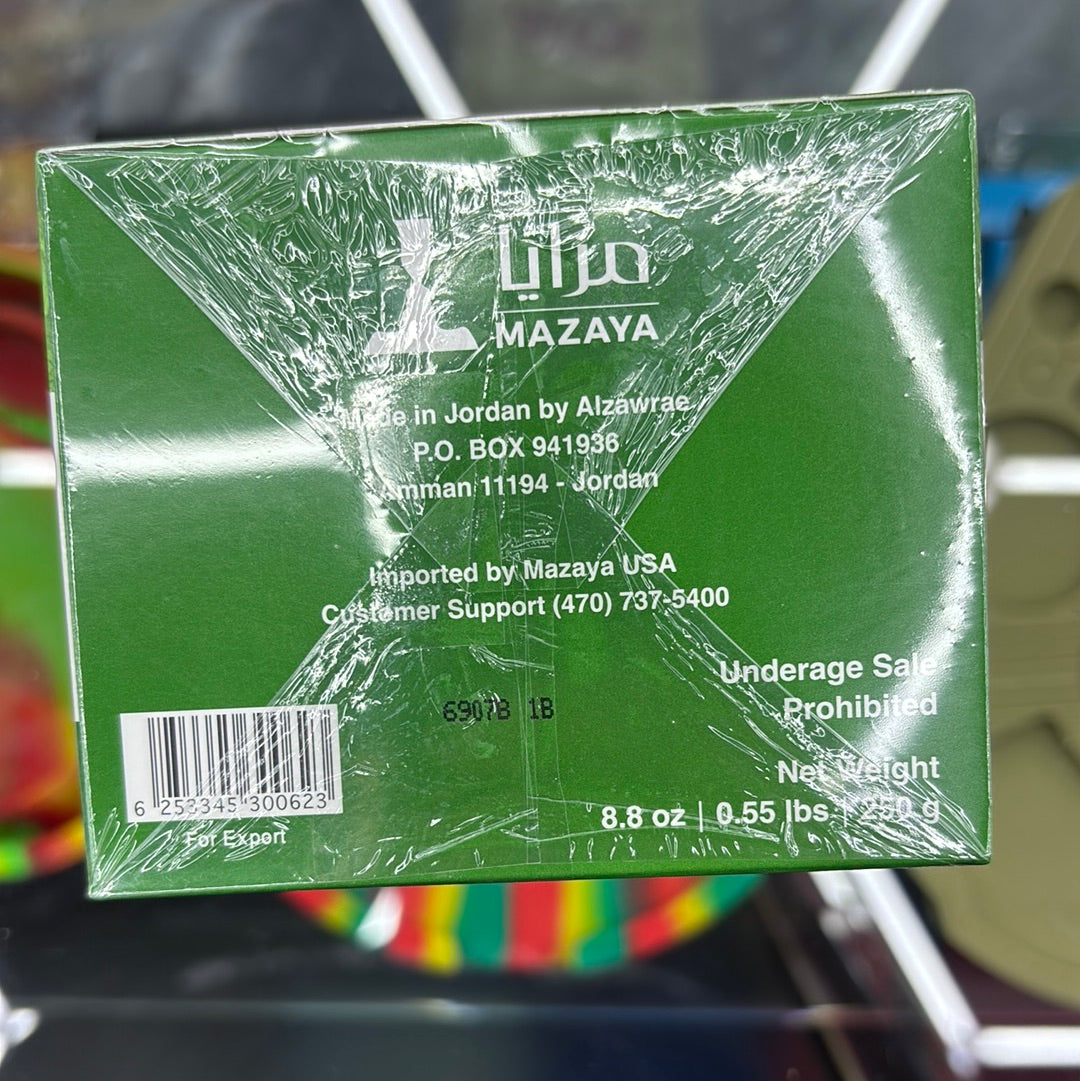 مزايا
MAZAYA
Made in Jordan by Alzawrae
P.O. BOX 941936
Amman 11194 - Jordan
Imported by Mazaya USA
Customer Support (470) 737-5400
Underage Sale
Prohibited
6907B 1B
Net Weight
8.8 oz | 0.55 lbs | 250 g
6 253345 300623
For Export